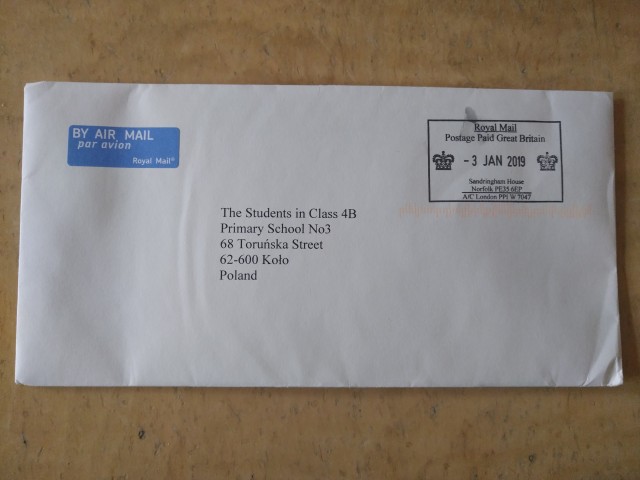 BY AIR MAIL
par avion
Royal Mail®
Royal Mail
Postage Paid Great Britain
-3 JAN 2019
Sandringham House
Norfolk PE35 6EP
A/C London PPI W 7047
The Students in Class 4B
Primary School No3
68 Toruńska Street
62-600 Koło
Poland